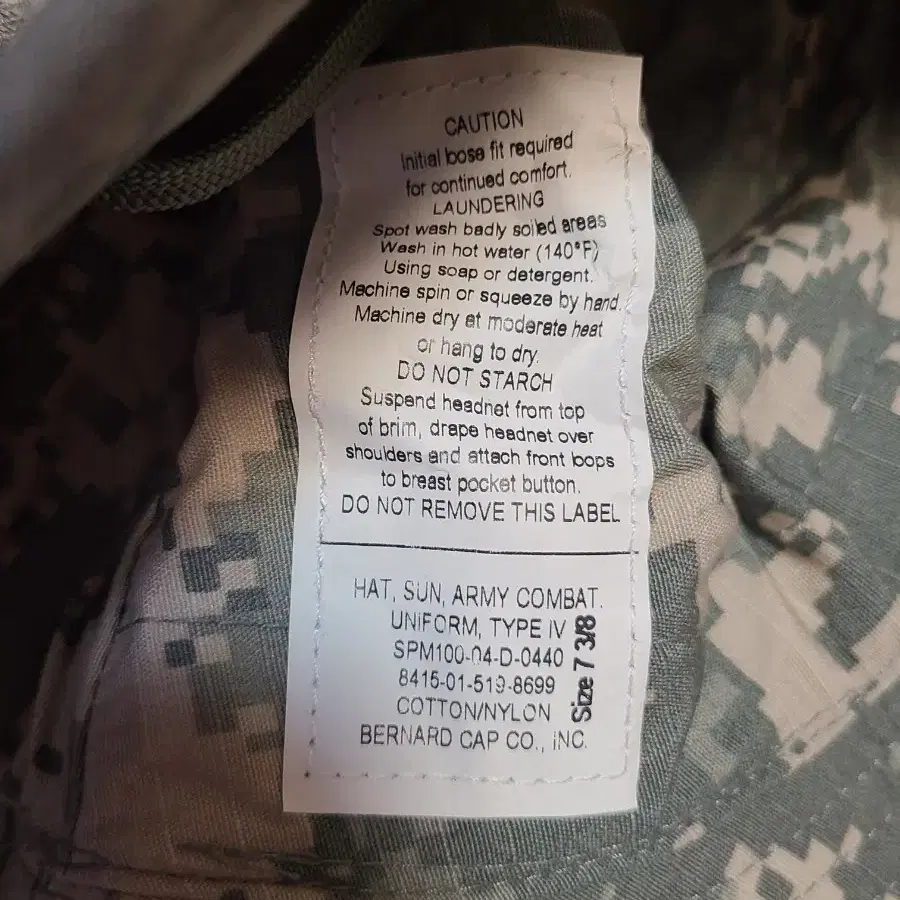 CAUTION
Initial loose fit required
for continued comfort.
LAUNDERING
Spot wash badly soiled areas
Wash in hot water (140°F)
Using soap or detergent.
Machine spin or squeeze by hand.
Machine dry at moderate heat
or hang to dry.
DO NOT STARCH
Suspend headnet from top
of brim, drape headnet over
shoulders and attach front loops
to breast pocket button.
DO NOT REMOVE THIS LABEL
HAT, SUN, ARMY COMBAT.
UNIFORM, TYPE IV
SPM100-04-D-0440
8415-01-519-8699
COTTON/NYLON
BERNARD CAP CO., INC.
Size 7 3/8